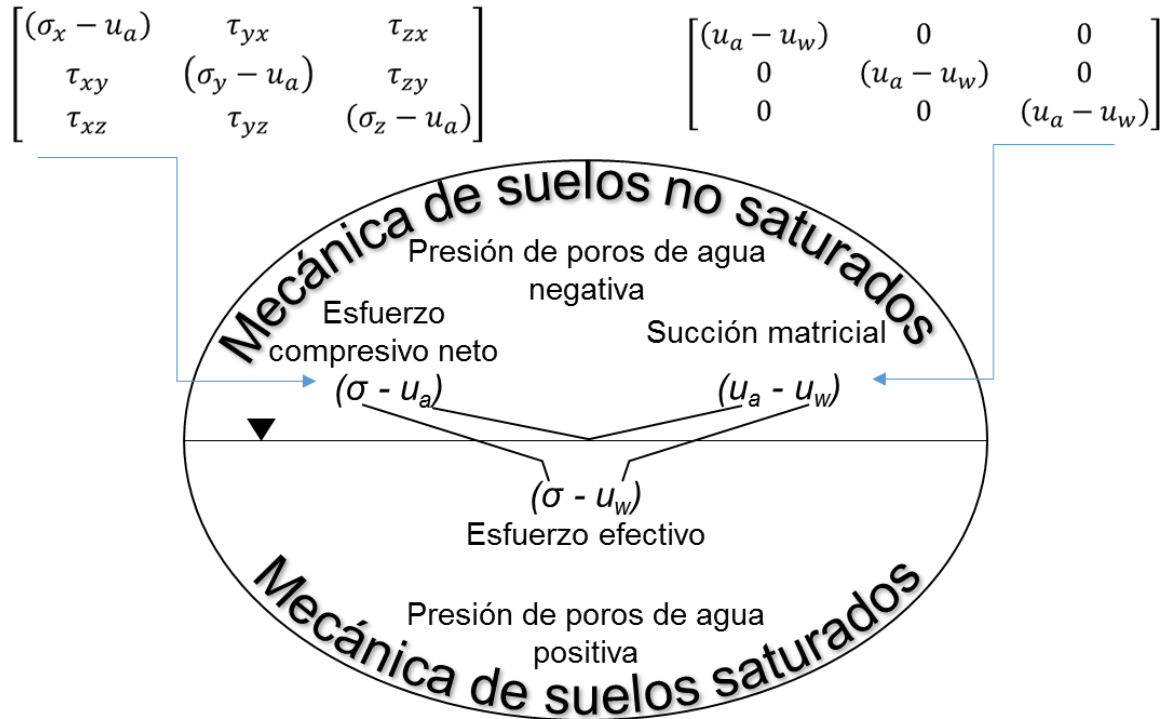 [(σx − ua) τyx τzx]
[τxy (σy − ua) τzy]
[τxz τyz (σz − ua)]
[(ua − uw) 0 0]
[0 (ua − uw) 0]
[0 0 (ua − uw)]
Mecánica de suelos no saturados
Presión de poros de agua
negativa
Esfuerzo
compresivo neto
Succión matricial
(σ - ua)
(ua - uw)
(σ - uw)
Esfuerzo efectivo
Presión de poros de agua
positiva
Mecánica de suelos saturados